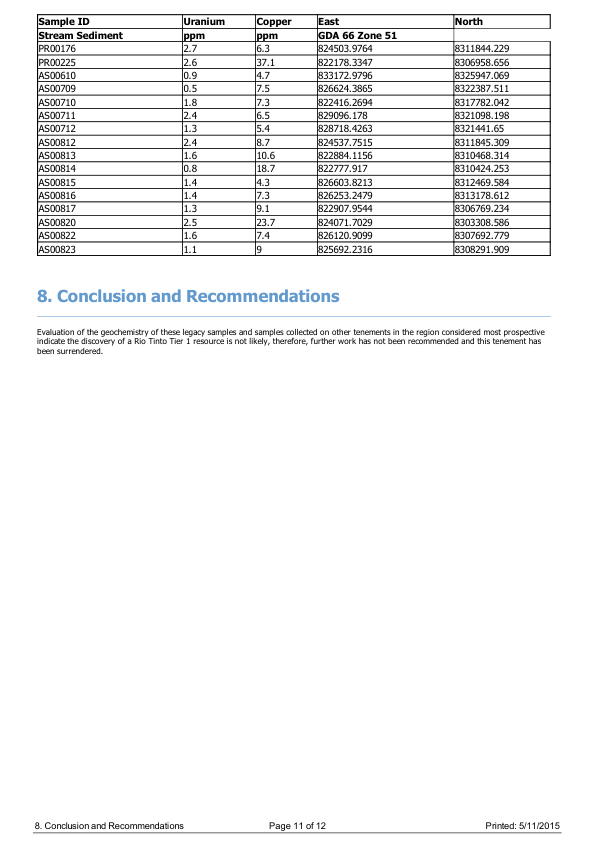 Sample ID Uranium Copper East North
Stream Sediment ppm ppm GDA 66 Zone 51
PR00176 2.7 6.3 824503.9764 8311844.229
PR00225 2.6 37.1 822178.3347 8306958.656
AS00610 0.9 4.7 833172.9796 8325947.069
AS00709 0.5 7.5 826624.3865 8322387.511
AS00710 1.8 7.3 822416.2694 8317782.042
AS00711 2.4 6.5 829096.178 8321098.198
AS00712 1.3 5.4 828718.4263 8321441.65
AS00812 2.4 8.7 824537.7515 8311845.309
AS00813 1.6 10.6 822884.1156 8310468.314
AS00814 0.8 18.7 822777.917 8310424.253
AS00815 1.4 4.3 826603.8213 8312469.584
AS00816 1.4 7.3 826253.2479 8313178.612
AS00817 1.3 9.1 822907.9544 8306769.234
AS00820 2.5 23.7 824071.7029 8303308.586
AS00822 1.6 7.4 826120.9099 8307692.779
AS00823 1.1 9 825692.2316 8308291.909
8. Conclusion and Recommendations
Evaluation of the geochemistry of these legacy samples and samples collected on other tenements in the region considered most prospective
indicate the discovery of a Rio Tinto Tier 1 resource is not likely, therefore, further work has not been recommended and this tenement has
been surrendered.
8. Conclusion and Recommendations Page 11 of 12 Printed: 5/11/2015